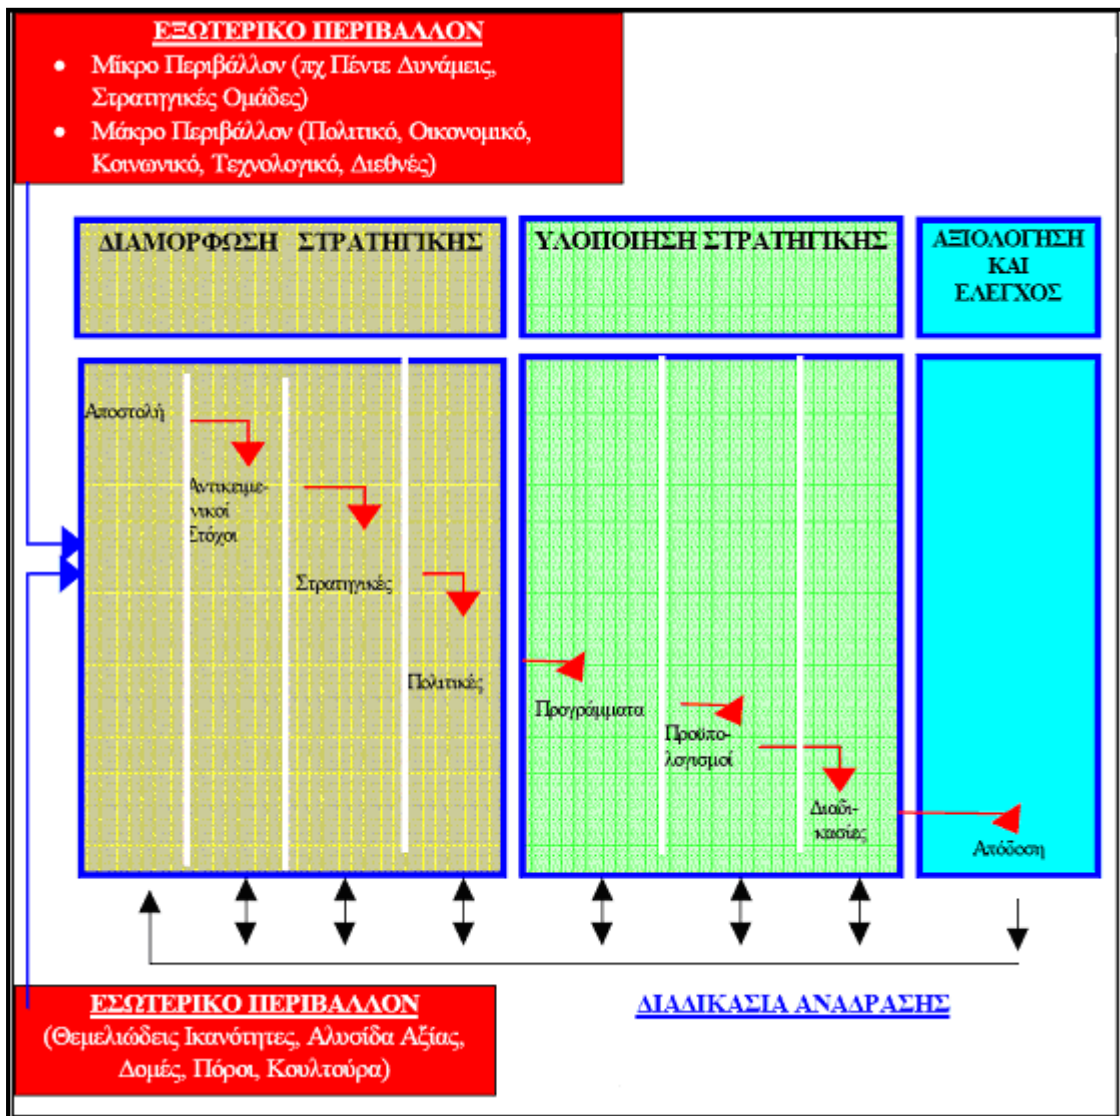 ΕΞΩΤΕΡΙΚΟ ΠΕΡΙΒΑΛΛΟΝ
• Μίκρο Περιβάλλον (πχ Πέντε Δυνάμεις,
Στρατηγικές Ομάδες)
• Μάκρο Περιβάλλον (Πολιτικό, Οικονομικό,
Κοινωνικό, Τεχνολογικό, Διεθνές)
ΔΙΑΜΟΡΦΩΣΗ ΣΤΡΑΤΗΓΙΚΗΣ
ΥΛΟΠΟΙΗΣΗ ΣΤΡΑΤΗΓΙΚΗΣ
ΑΞΙΟΛΟΓΗΣΗ
ΚΑΙ
ΕΛΕΓΧΟΣ
Αποστολή
Αντικειμε-
νικοί
Στόχοι
Στρατηγικές
Πολιτικές
Προγράμματα
Προϋπο-
λογισμοί
Διαδι-
κασίες
Απόδοση
ΕΣΩΤΕΡΙΚΟ ΠΕΡΙΒΑΛΛΟΝ
(Θεμελιώδεις Ικανότητες, Αλυσίδα Αξίας,
Δομές, Πόροι, Κουλτούρα)
ΔΙΑΔΙΚΑΣΙΑ ΑΝΑΔΡΑΣΗΣ